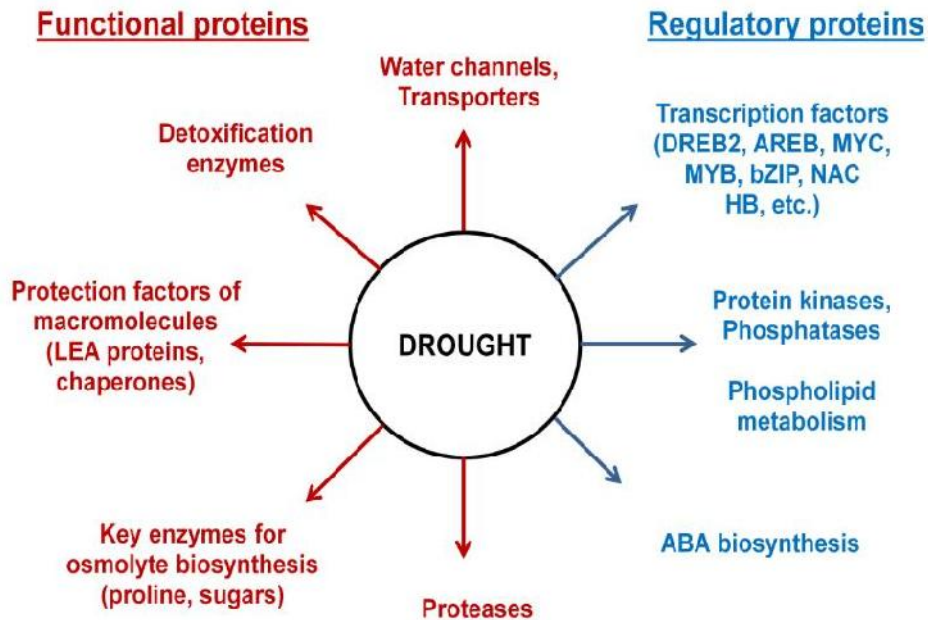 Functional proteins
Regulatory proteins
Water channels,
Transporters
Detoxification
enzymes
Transcription factors
(DREB2, AREB, MYC,
MYB, bZIP, NAC
HB, etc.)
Protection factors of
macromolecules
(LEA proteins,
chaperones)
DROUGHT
Protein kinases,
Phosphatases
Phospholipid
metabolism
Key enzymes for
osmolyte biosynthesis
(proline, sugars)
Proteases
ABA biosynthesis